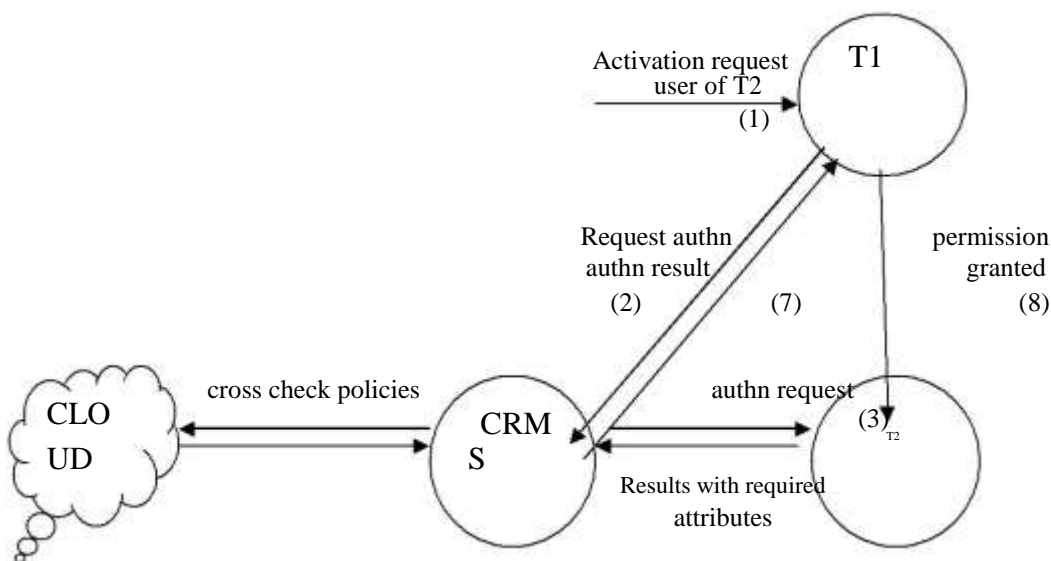 T1
Activation request
user of T2
(1)
Request authn
authn result
(2)
(7)
permission
granted
(8)
cross check policies
authn request
(3)
T2
CLO
UD
CRM
S
Results with required
attributes